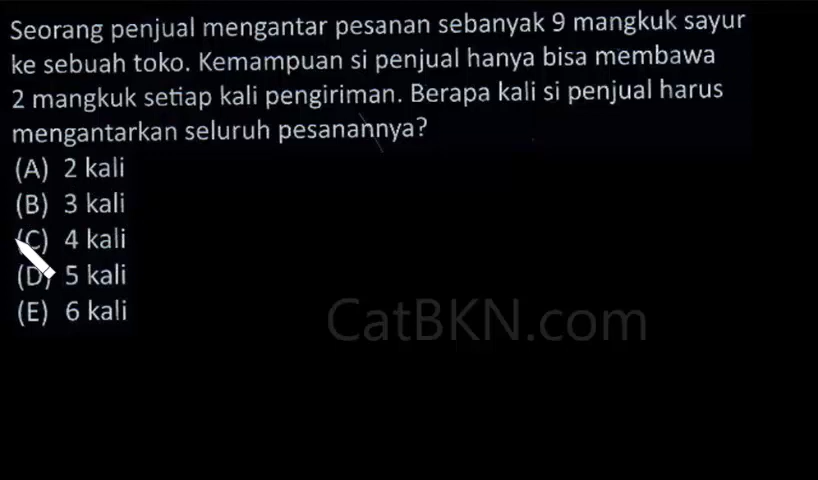 Seorang penjual mengantar pesanan sebanyak 9 mangkuk sayur
ke sebuah toko. Kemampuan si penjual hanya bisa membawa
2 mangkuk setiap kali pengiriman. Berapa kali si penjual harus
mengantarkan seluruh pesanannya?
(A) 2 kali
(B) 3 kali
(C) 4 kali
(D) 5 kali
(E) 6 kali
CatBKN.com